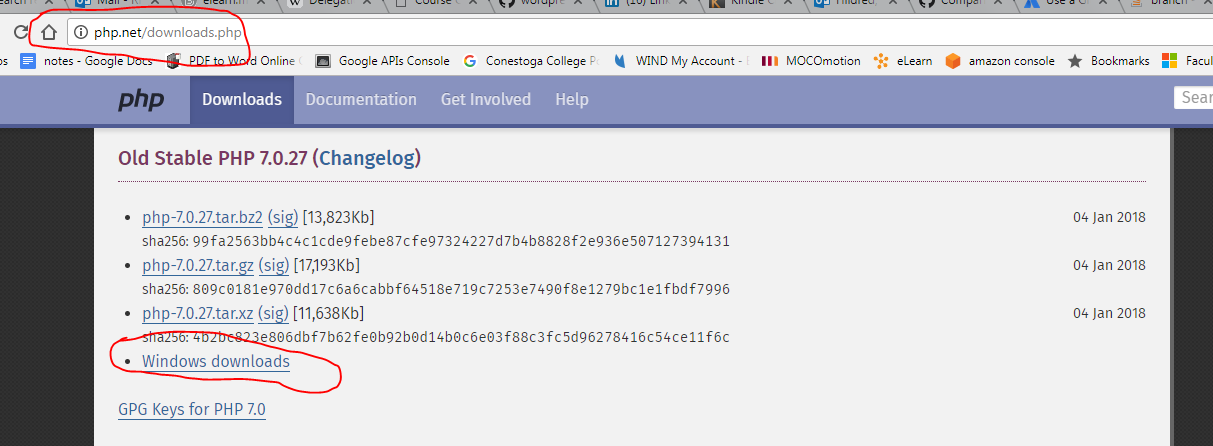 Mail - R
elearn.m
Delegat
Course
wordpre
(10) Link
Kindle C
Hildred,
Compan
Use a Gr
branch -
php.net/downloads.php
notes - Google Docs
PDF to Word Online
Google APIs Console
Conestoga College P
WIND My Account -
MOCOmotion
eLearn
amazon console
Bookmarks
Facul
php
Downloads
Documentation
Get Involved
Help
Sear
Old Stable PHP 7.0.27 (Changelog)
php-7.0.27.tar.bz2 (sig) [13,823Kb] 04 Jan 2018
sha256: 99fa2563bb4c4c1cde9febe87cfe97324227d7b4b8828f2e936e507127394131
php-7.0.27.tar.gz (sig) [17,193Kb] 04 Jan 2018
sha256: 809c0181e970dd17c6a6cabbf64518e719c7253e7490f8e1279bc1e1fbdf7996
php-7.0.27.tar.xz (sig) [11,638Kb] 04 Jan 2018
sha256: 4b2bc823e806dbf7b62fe0b92b0d14b0c6e03f88c3fc5d96278416c54ce11f6c
Windows downloads
GPG Keys for PHP 7.0